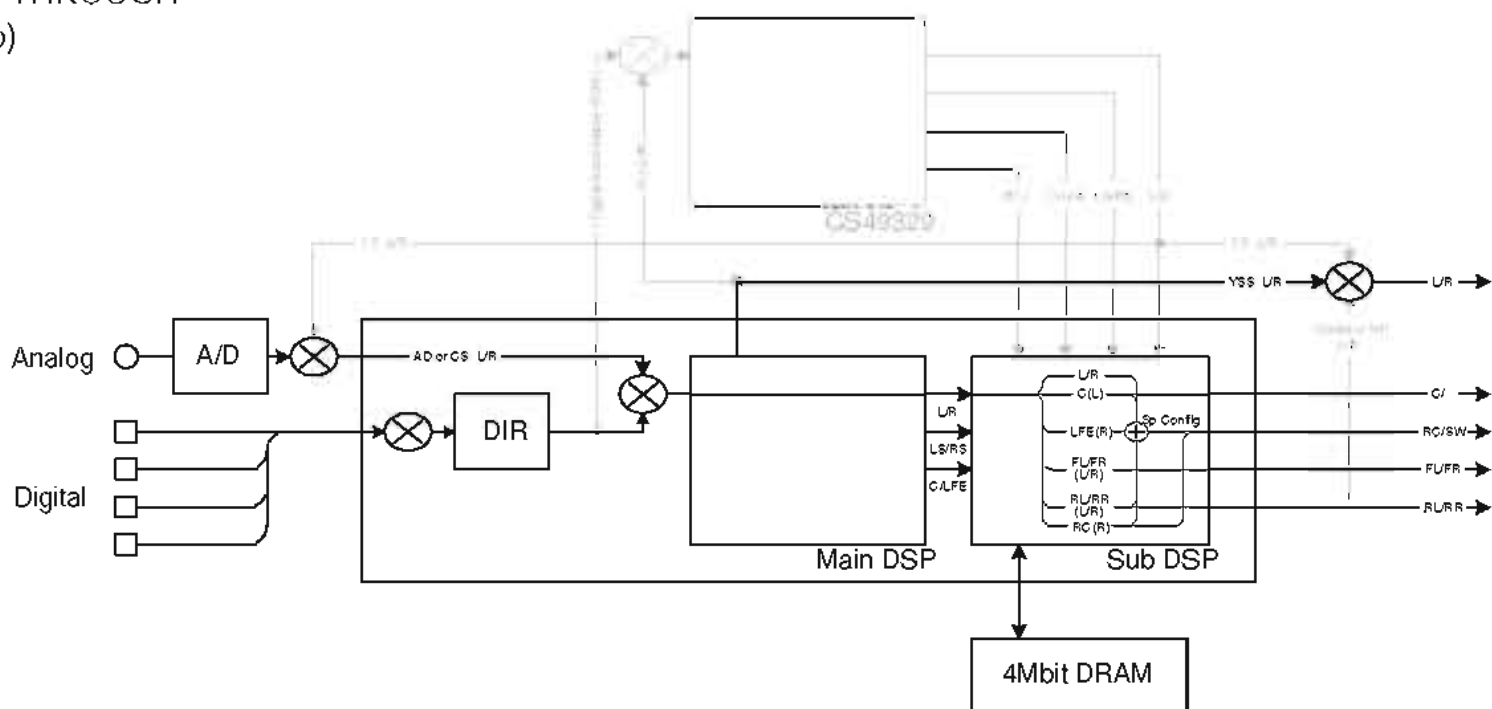 CS49329
YSS L/R
L/R
Analog
A/D
AD or CS L/R
DIR
Digital
L/R
LS/RS
C/LFE
Main DSP
L/R
C(L)
LFE(R)
Sp Config
FL/FR
(L/R)
RL/RR
(L/R)
RC(R)
Sub DSP
C/
RC/SW
FL/FR
RL/RR
4Mbit DRAM